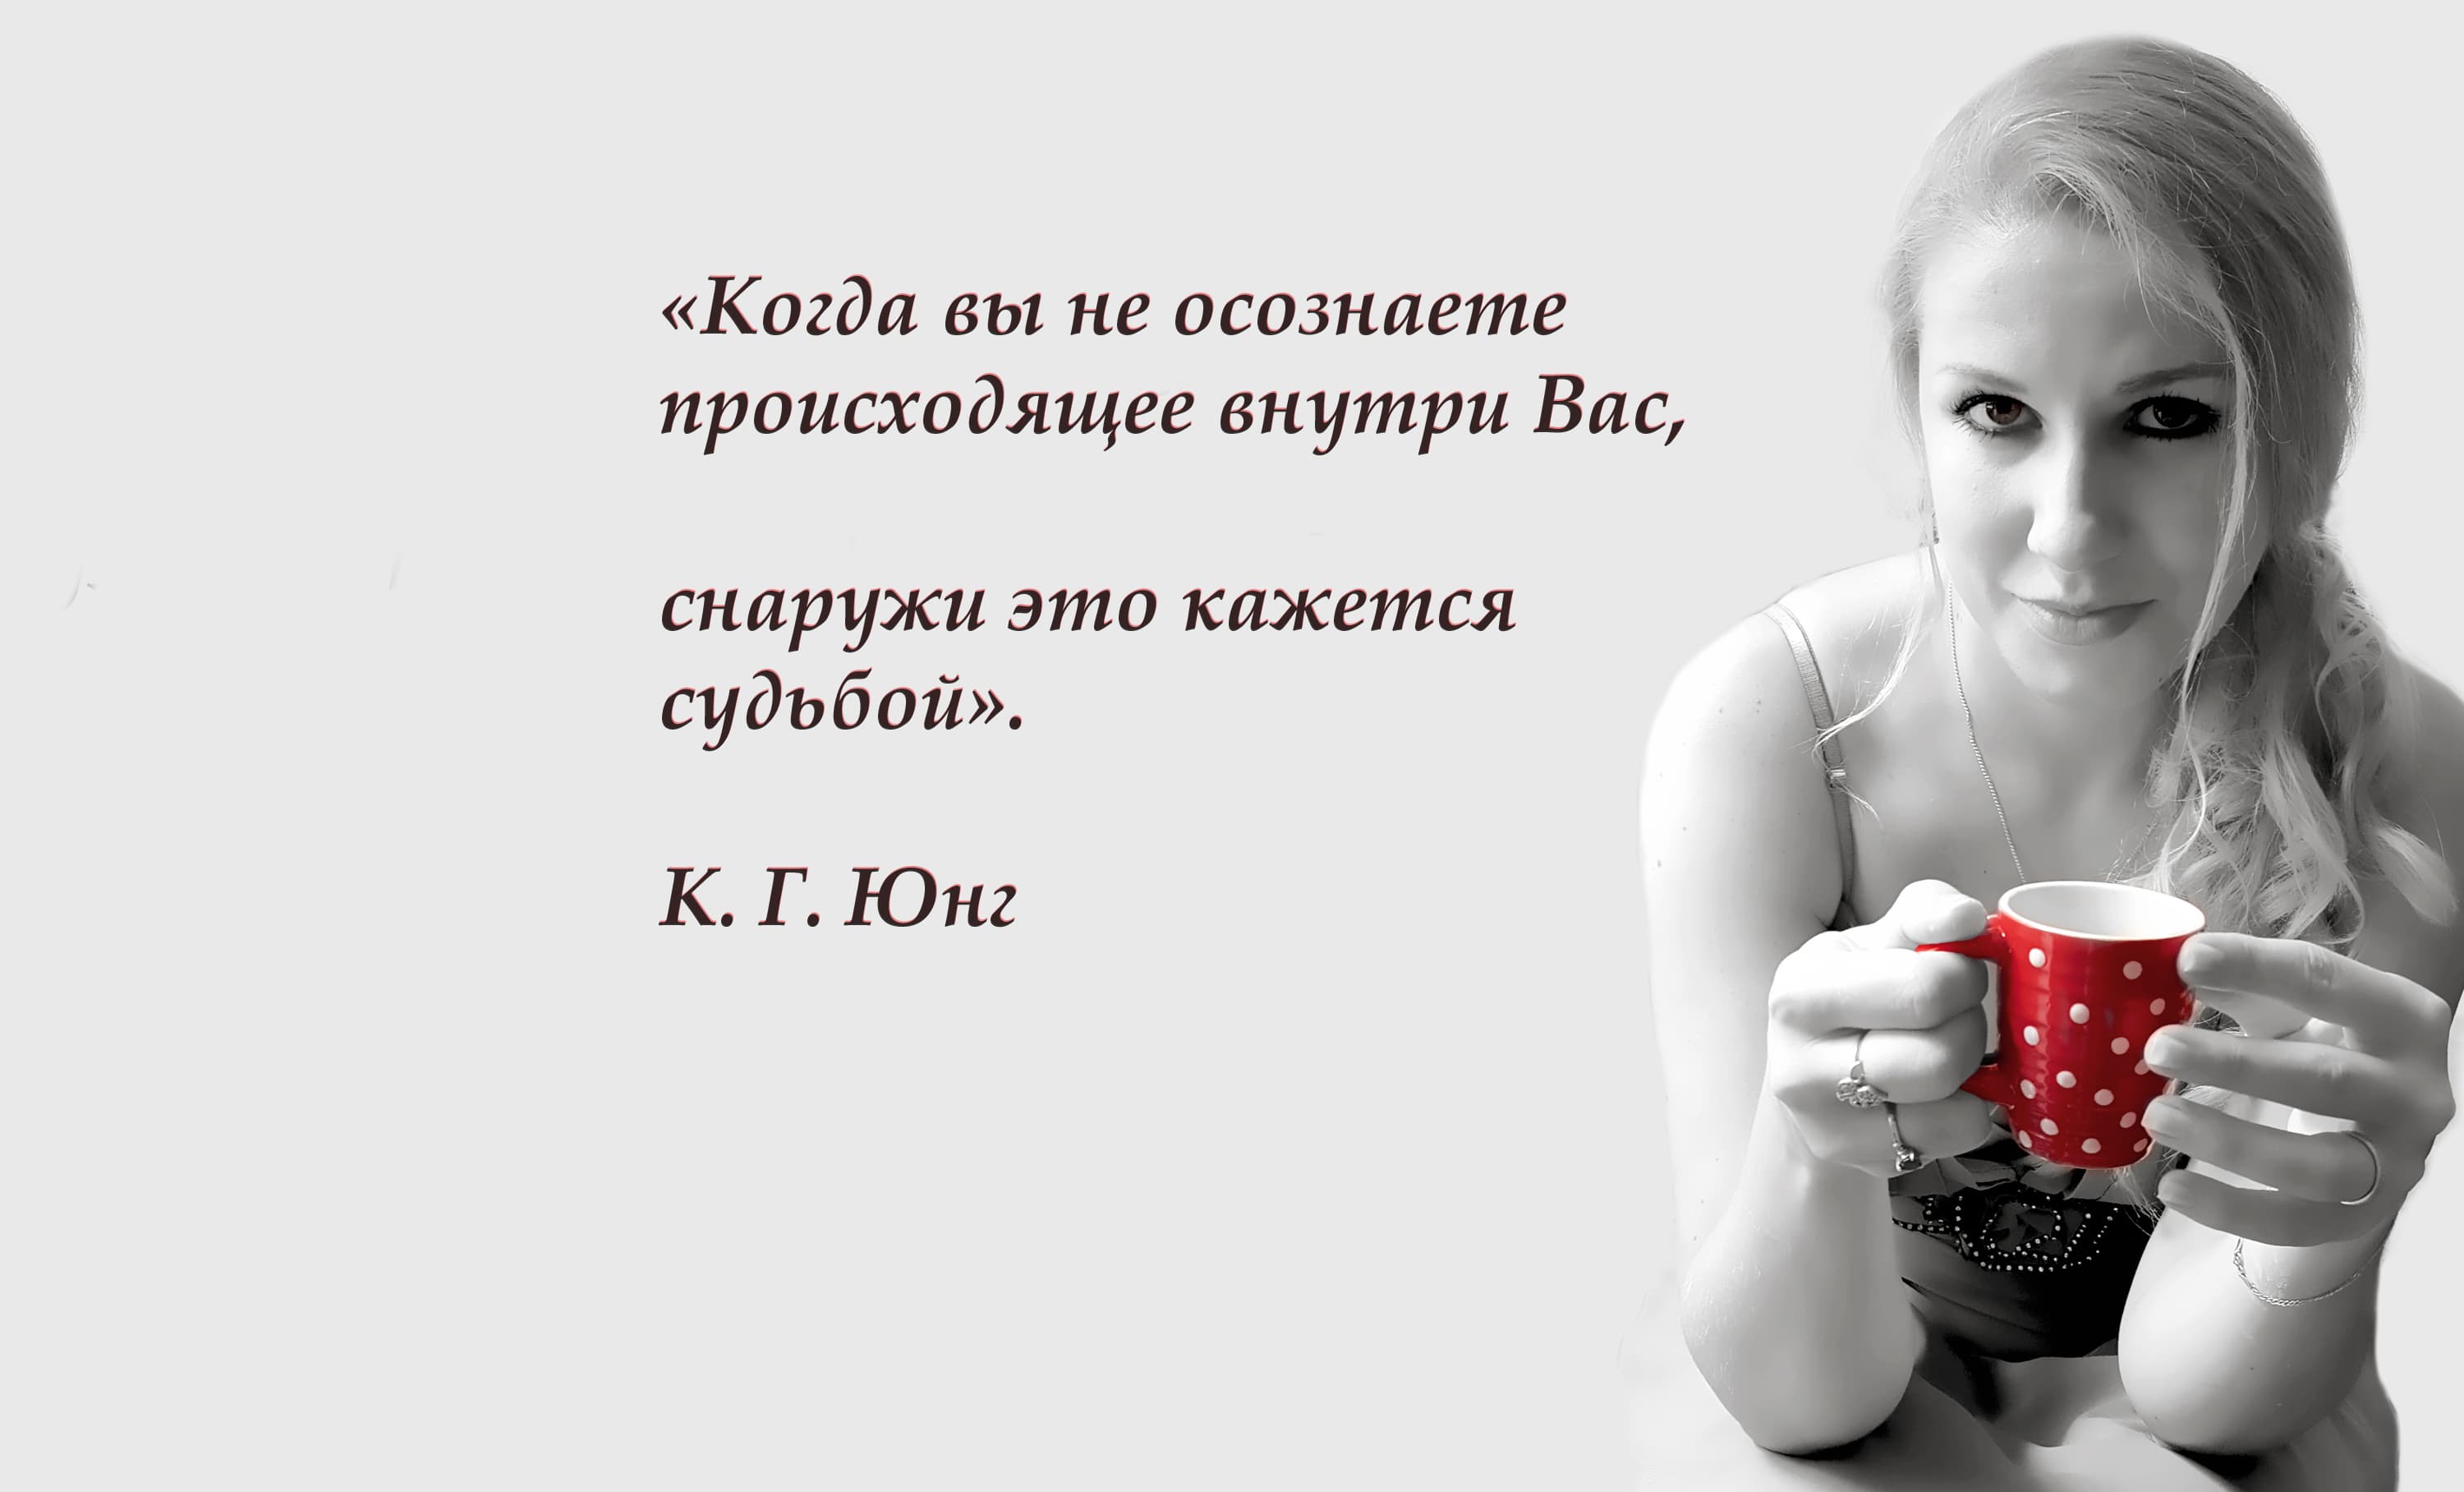 «Когда вы не осознаете
происходящее внутри Вас,
снаружи это кажется
судьбой».
К. Г. Юнг